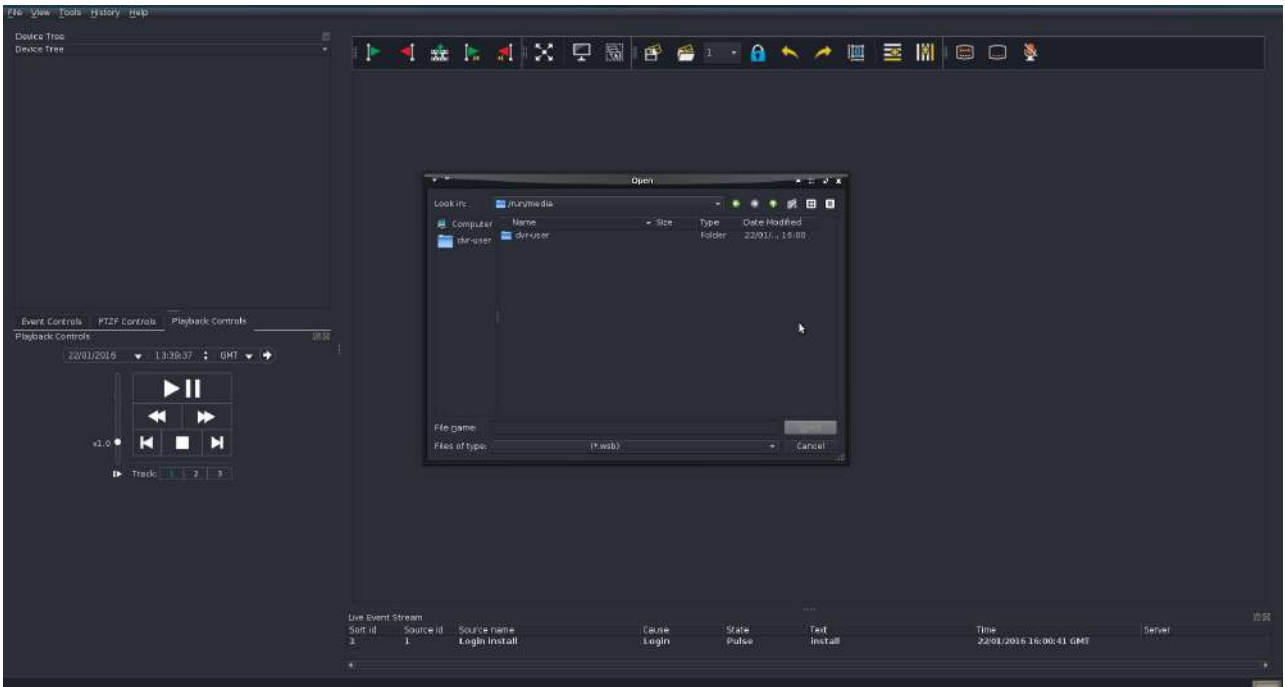 File View Tools History Help
Device Tree
Device Tree
1
Open
Look in: /run/media
Computer
dvr-user
Name Size Type Date Modified
dvr-user Folder 22/01/... 16:00
File name:
Files of type: (*.wsb) Cancel
Event Controls PTZF Controls Playback Controls
Playback Controls
22/01/2016 13:39:37 GMT
x1.0
Track: 1 2 3
Live Event Stream
Sort id Source id Source name Cause State Text Time Server
1 Login install Login Pulse install 22/01/2016 16:00:41 GMT